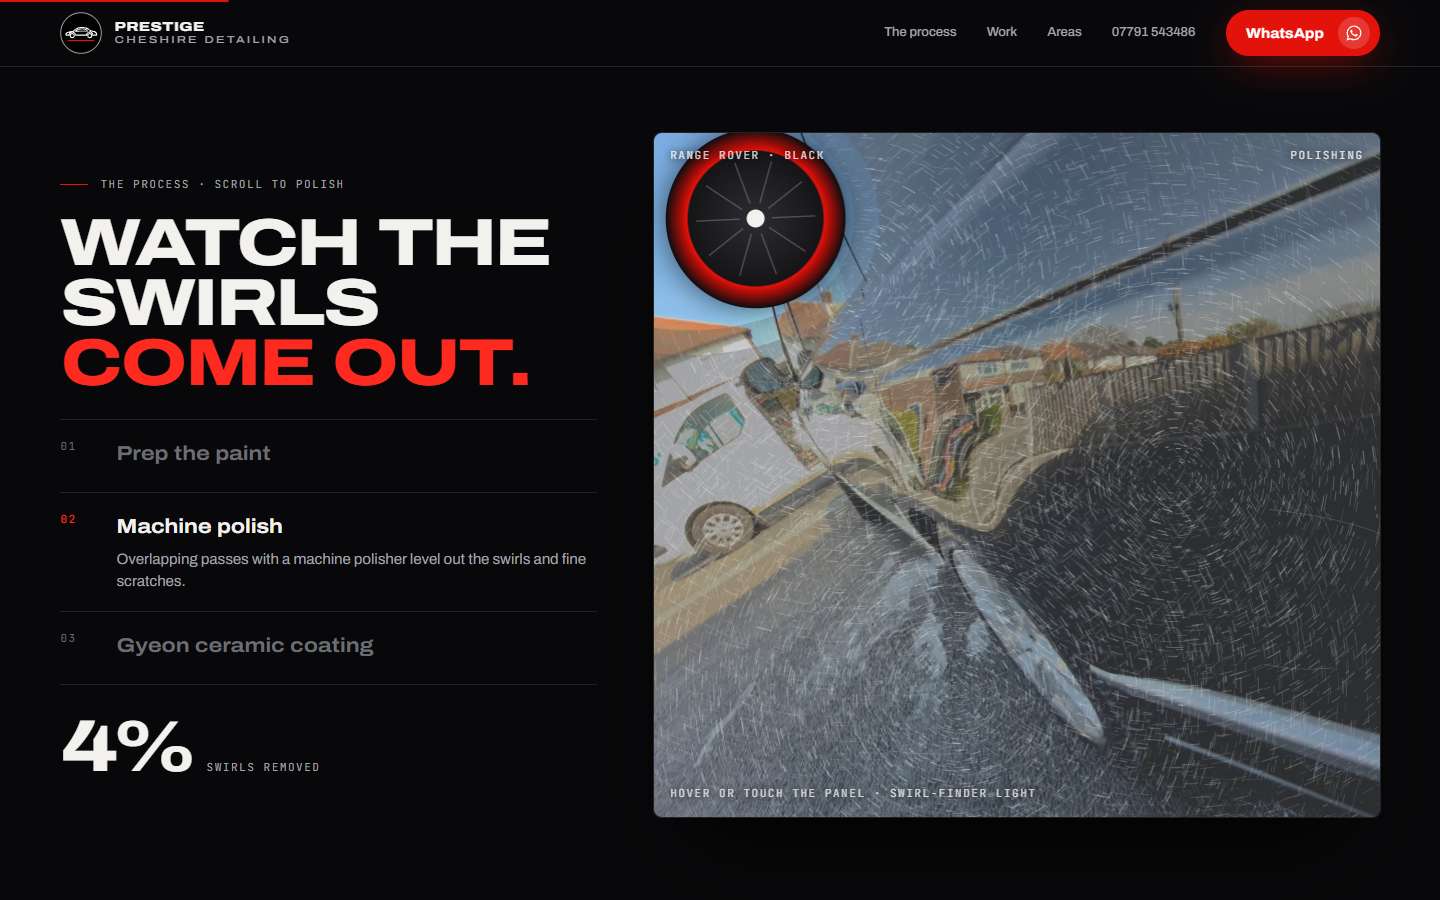 PRESTIGE
CHESHIRE DETAILING
The process
Work
Areas
07791 543486
WhatsApp
THE PROCESS · SCROLL TO POLISH
WATCH THE
SWIRLS
COME OUT.
01
Prep the paint
02
Machine polish
Overlapping passes with a machine polisher level out the swirls and fine
scratches.
03
Gyeon ceramic coating
4%
SWIRLS REMOVED
RANGE ROVER · BLACK
POLISHING
HOVER OR TOUCH THE PANEL · SWIRL-FINDER LIGHT